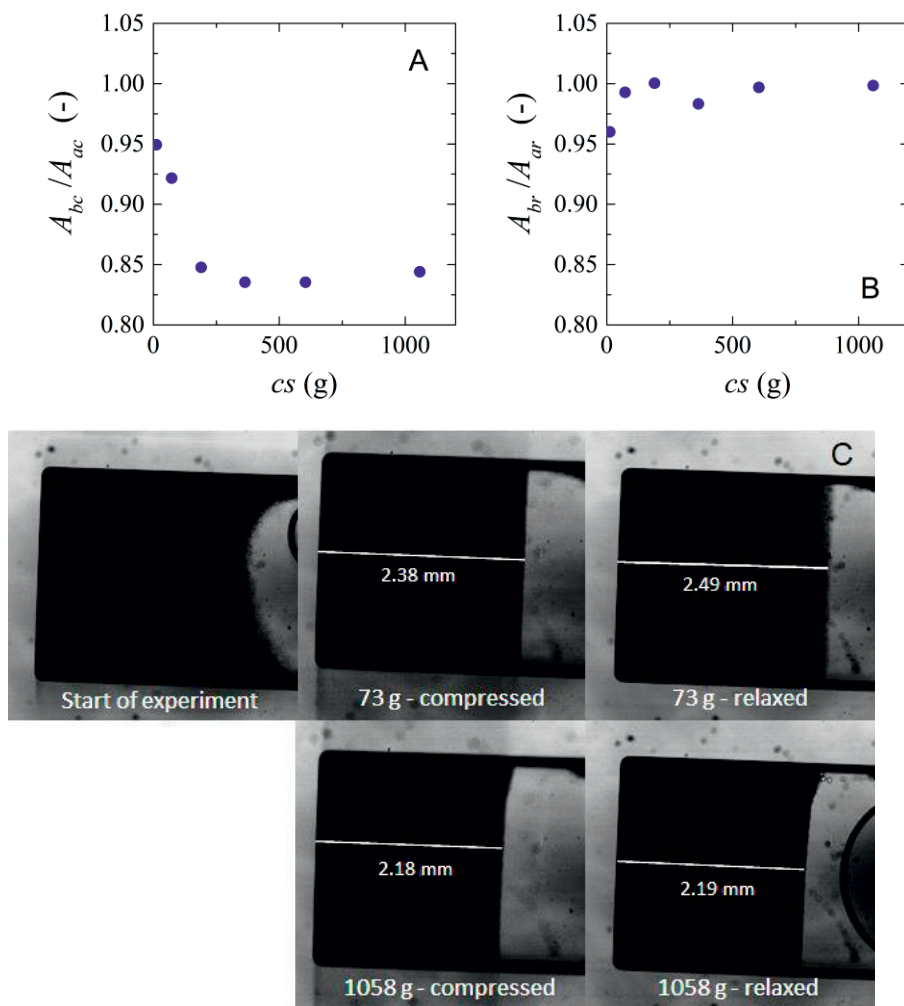 1.05
1.00
0.95
0.90
0.85
0.80
A_bc / A_ac (-)
A
0 500 1000
cs (g)
1.05
1.00
0.95
0.90
0.85
0.80
A_br / A_ar (-)
B
0 500 1000
cs (g)
C
Start of experiment
2.38 mm
73 g - compressed
2.49 mm
73 g - relaxed
2.18 mm
1058 g - compressed
2.19 mm
1058 g - relaxed